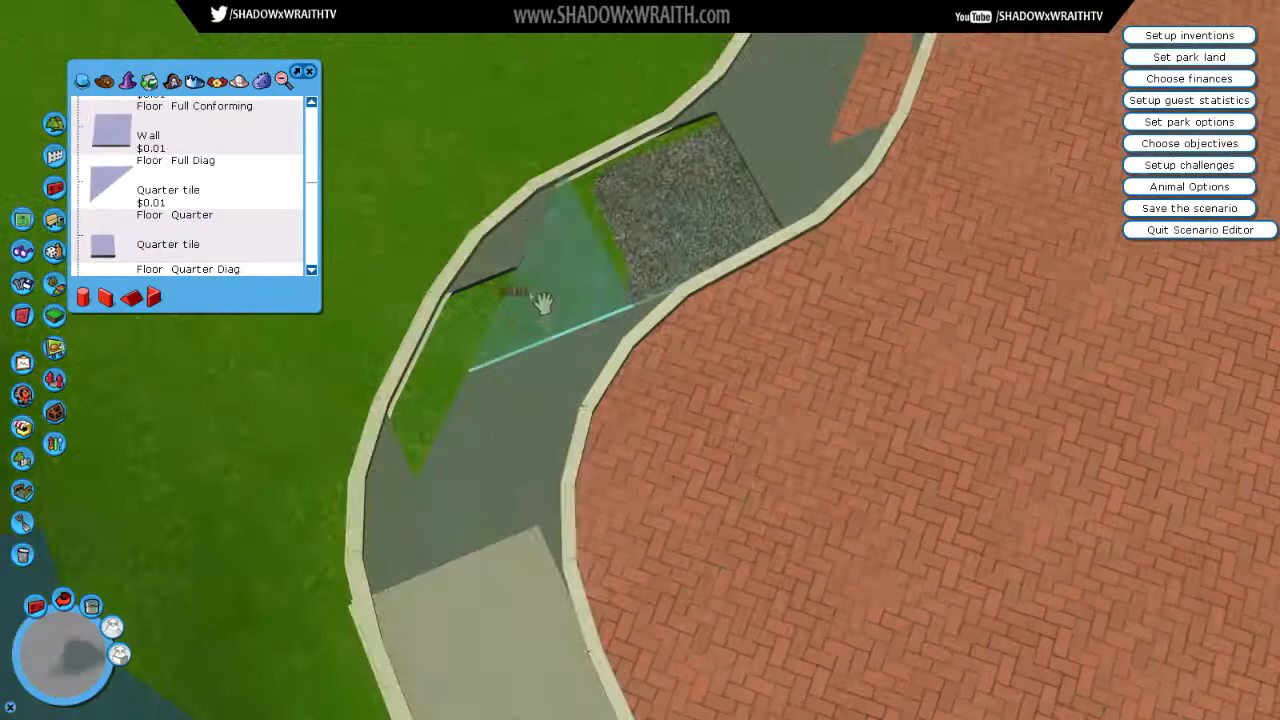 /SHADOWxWRAITHTV
www.SHADOWxWRAITH.com
You Tube /SHADOWxWRAITHTV
Setup inventions
Set park land
Choose finances
Setup guest statistics
Set park options
Choose objectives
Setup challenges
Animal Options
Save the scenario
Quit Scenario Editor
Floor Full Conforming
Wall
$0.01
Floor Full Diag
Quarter tile
$0.01
Floor Quarter
Quarter tile
Floor Quarter Diag